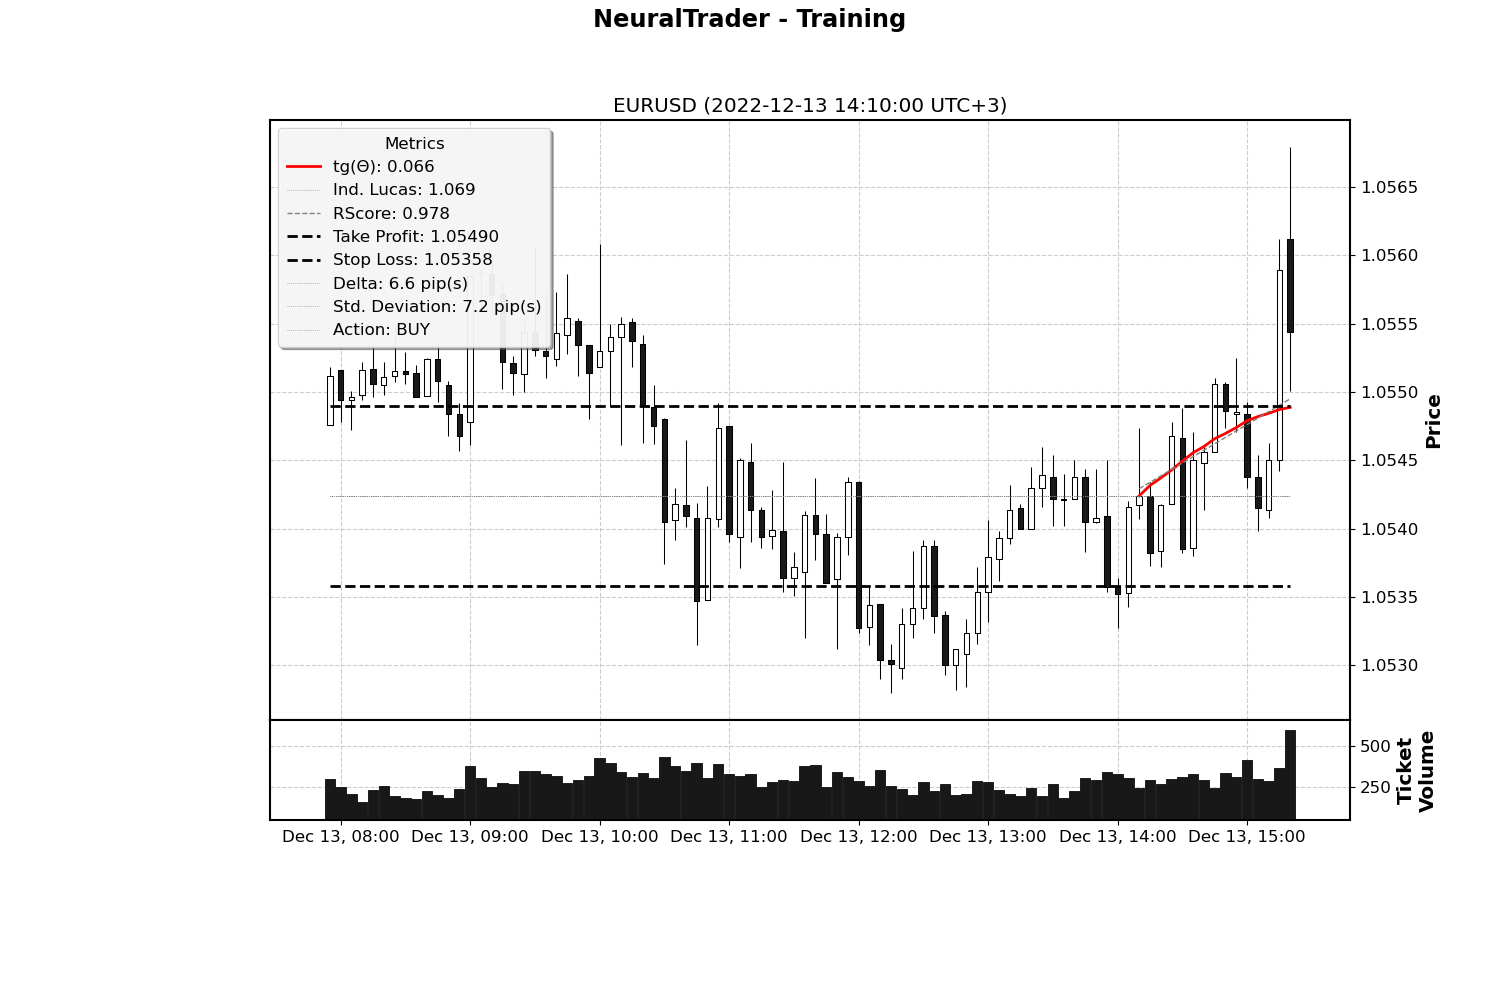 NeuralTrader - Training
EURUSD (2022-12-13 14:10:00 UTC+3)
Metrics
tg(Θ): 0.066
Ind. Lucas: 1.069
RScore: 0.978
Take Profit: 1.05490
Stop Loss: 1.05358
Delta: 6.6 pip(s)
Std. Deviation: 7.2 pip(s)
Action: BUY
1.0565
1.0560
1.0555
1.0550
1.0545
1.0540
1.0535
1.0530
Price
500
250
Ticket
Volume
Dec 13, 08:00
Dec 13, 09:00
Dec 13, 10:00
Dec 13, 11:00
Dec 13, 12:00
Dec 13, 13:00
Dec 13, 14:00
Dec 13, 15:00